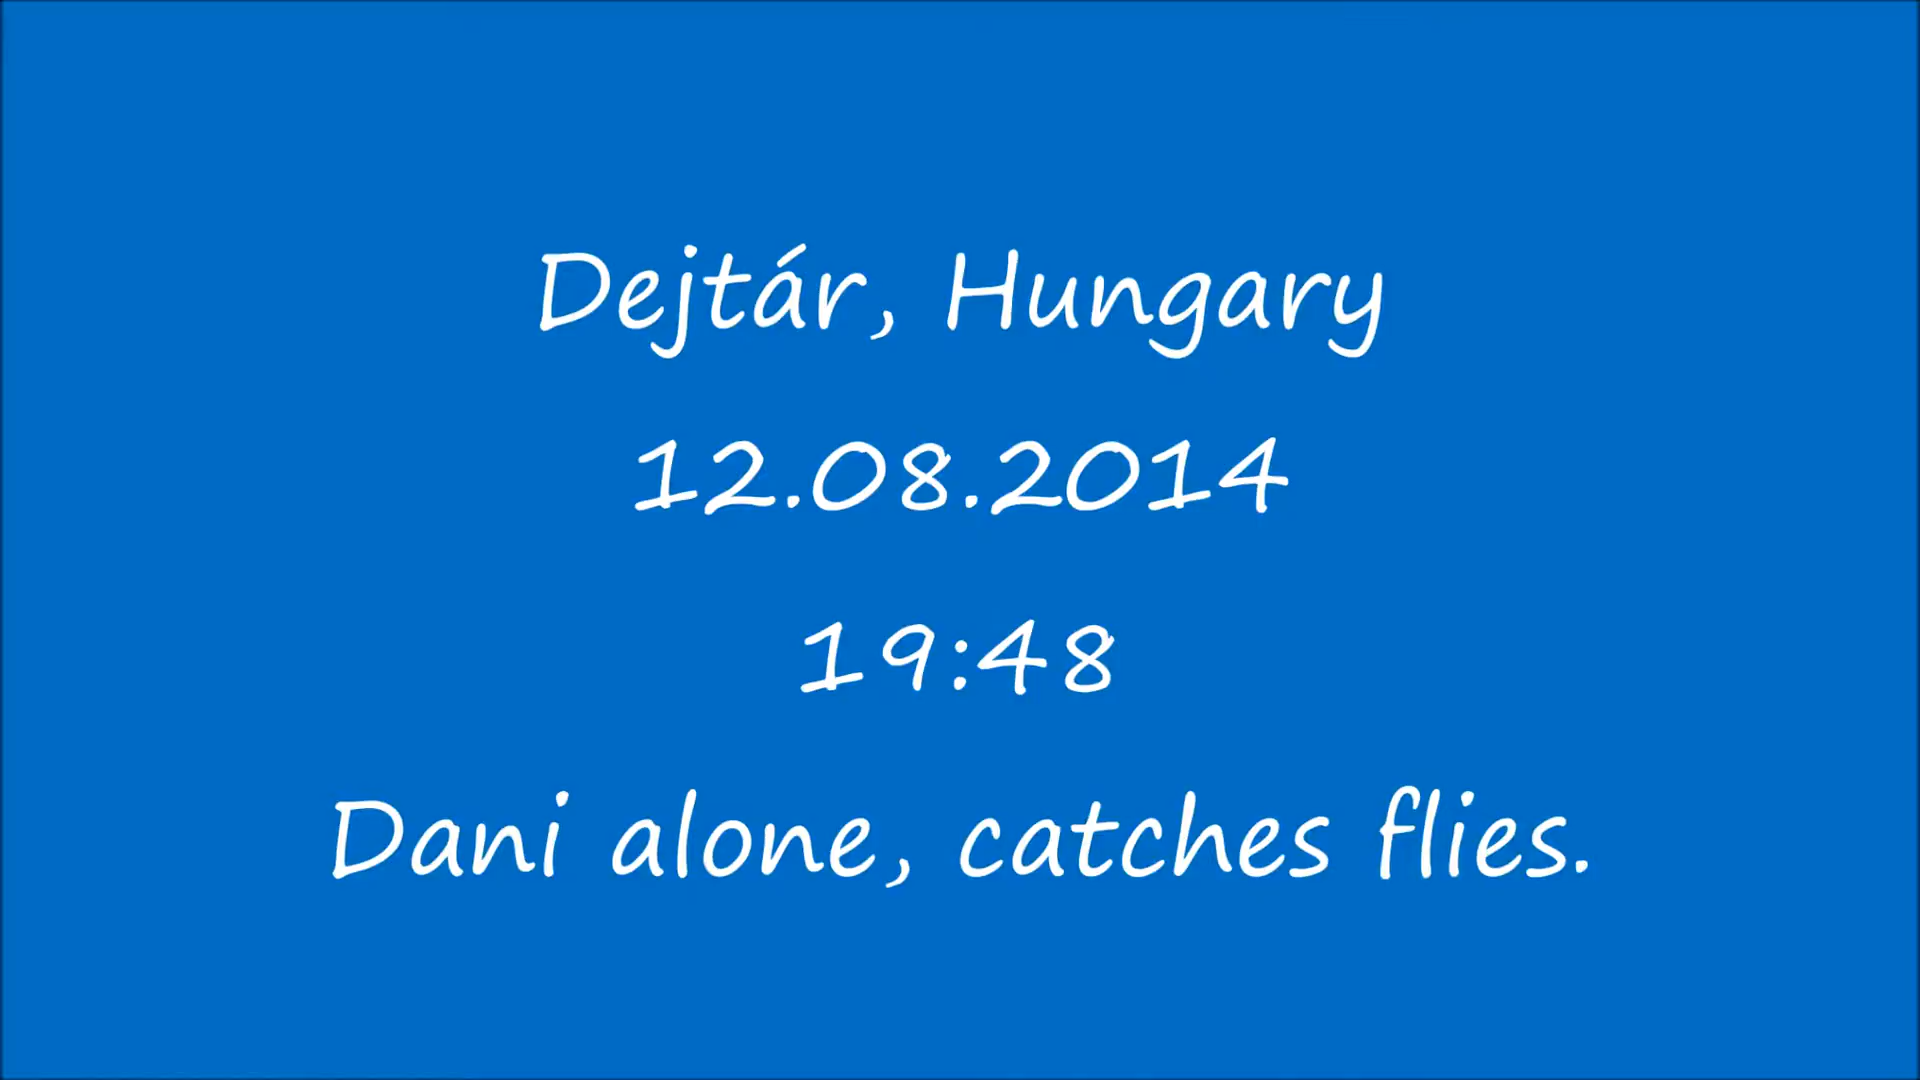 Dejtár, Hungary
12.08.2014
19:48
Dani alone, catches flies.